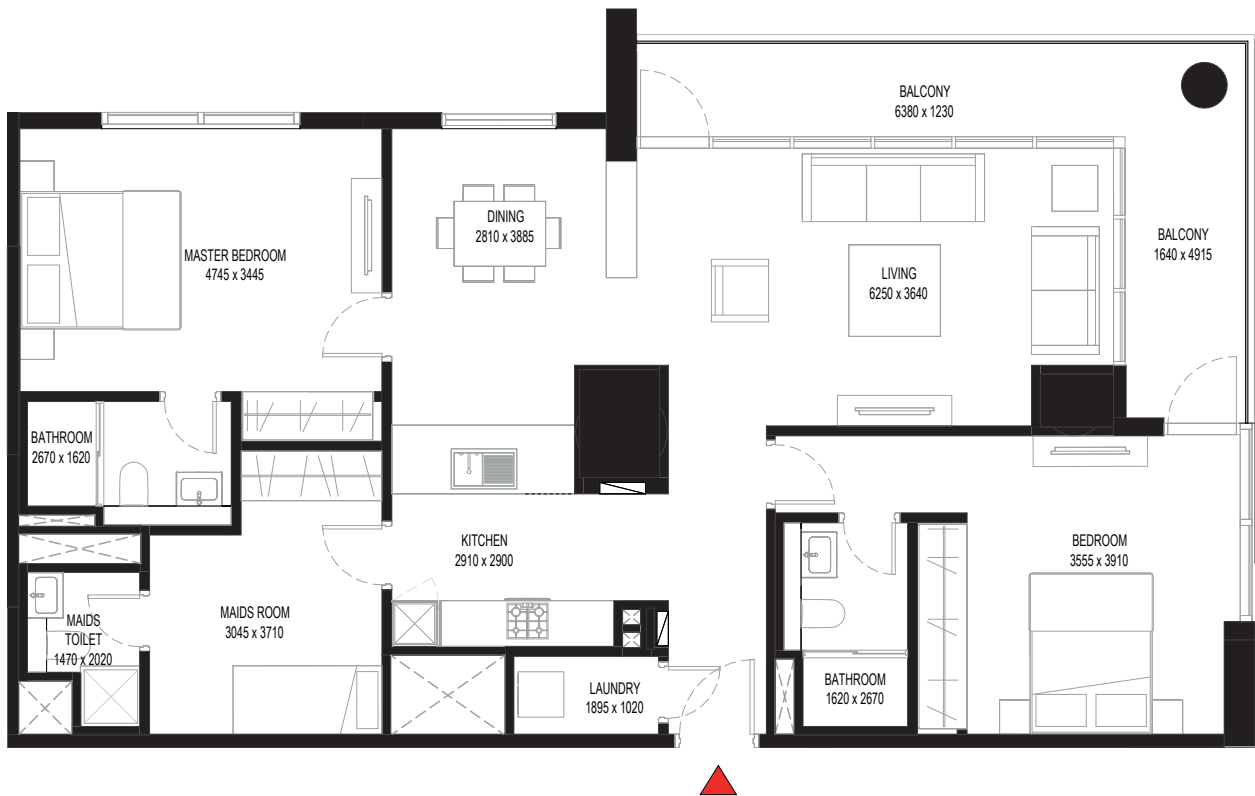 BALCONY
6380 x 1230
DINING
2810 x 3885
MASTER BEDROOM
4745 x 3445
BALCONY
1640 x 4915
LIVING
6250 x 3640
BATHROOM
2670 x 1620
KITCHEN
2910 x 2900
BEDROOM
3555 x 3910
MAIDS ROOM
3045 x 3710
MAIDS
TOILET
1470 x 2020
LAUNDRY
1895 x 1020
BATHROOM
1620 x 2670